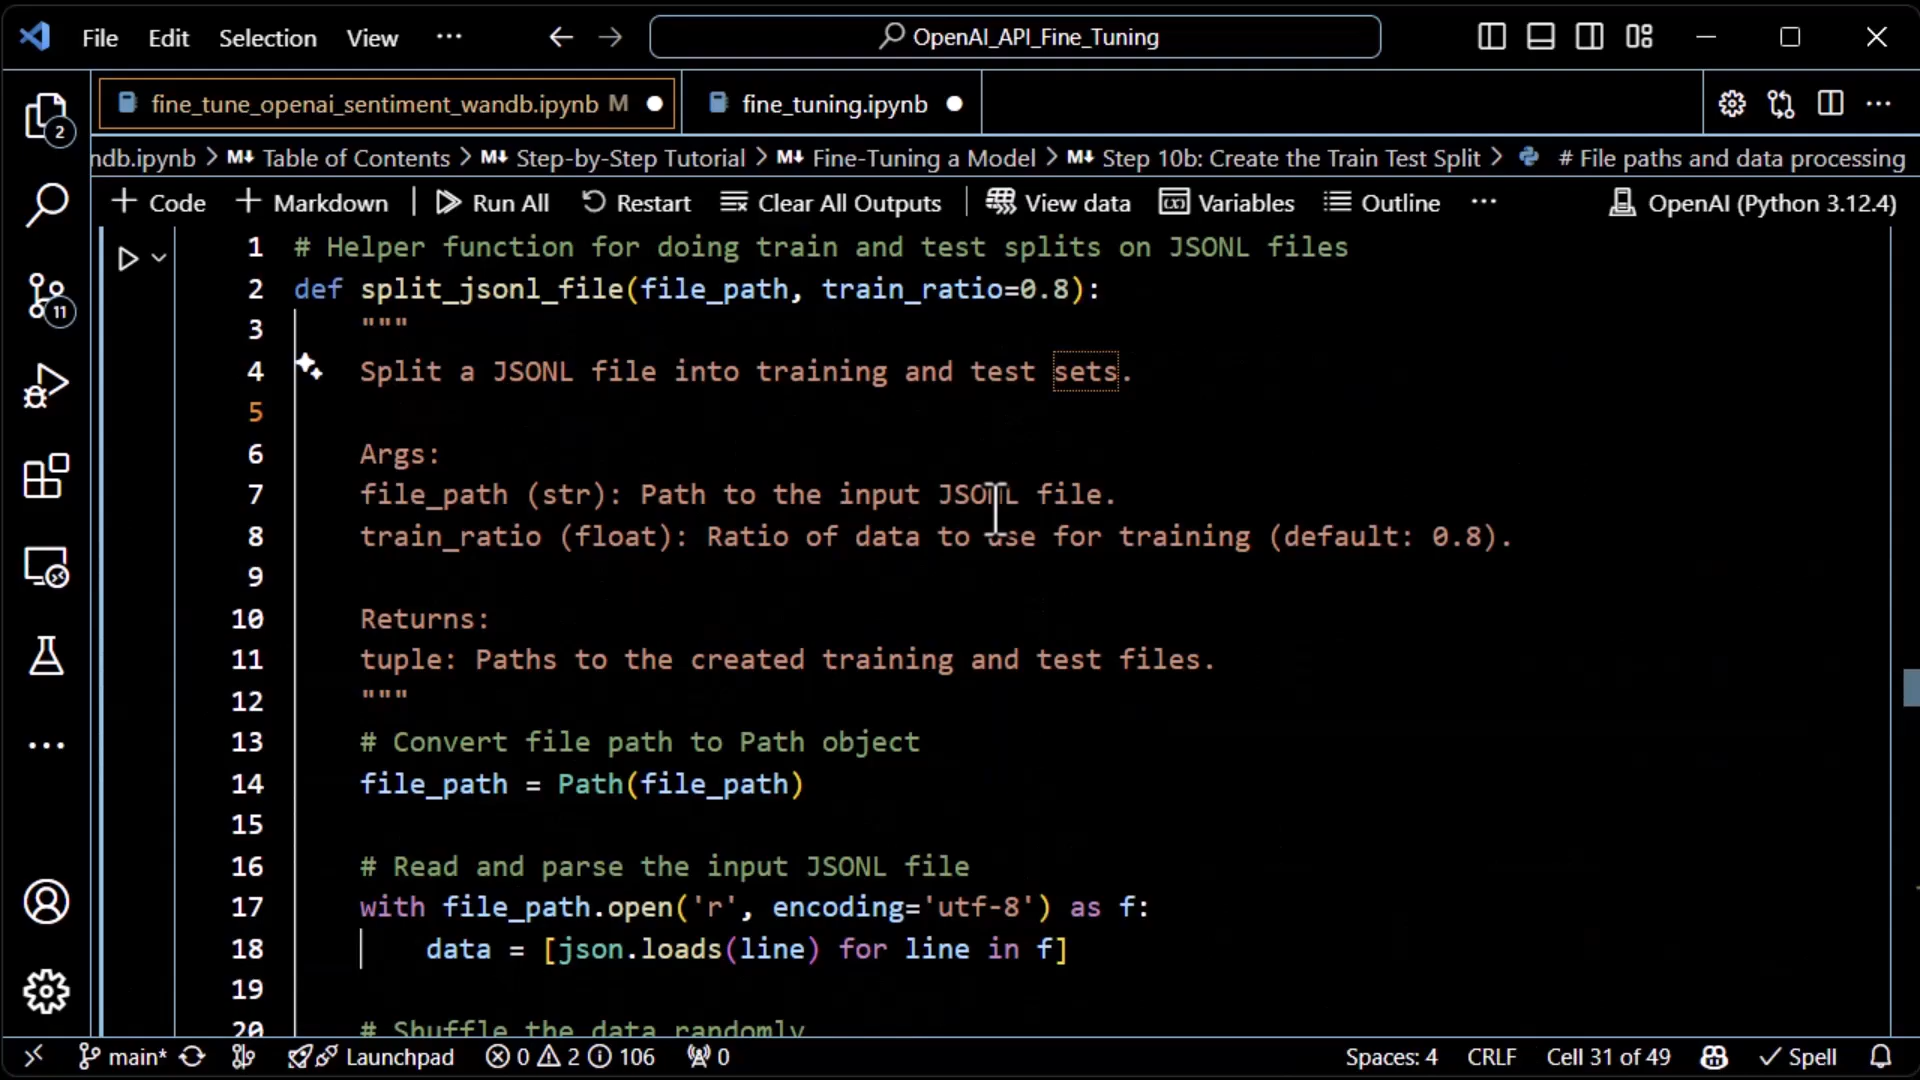 File Edit Selection View ··· OpenAI_API_Fine_Tuning
2 fine_tune_openai_sentiment_wandb.ipynb M fine_tuning.ipynb ···
ndb.ipynb > M↓ Table of Contents > M↓ Step-by-Step Tutorial > M↓ Fine-Tuning a Model > M↓ Step 10b: Create the Train Test Split > # File paths and data processing
+ Code + Markdown | Run All Restart Clear All Outputs | View data Variables Outline ··· OpenAI (Python 3.12.4)
1 # Helper function for doing train and test splits on JSONL files
2 def split_jsonl_file(file_path, train_ratio=0.8):
3 """
4 Split a JSONL file into training and test sets.
5
6 Args:
7 file_path (str): Path to the input JSONL file.
8 train_ratio (float): Ratio of data to use for training (default: 0.8).
9
10 Returns:
11 tuple: Paths to the created training and test files.
12 """
13 # Convert file path to Path object
14 file_path = Path(file_path)
15
16 # Read and parse the input JSONL file
17 with file_path.open('r', encoding='utf-8') as f:
18 data = [json.loads(line) for line in f]
19
20 # Shuffle the data randomly
11
main* Launchpad 0 2 106 0 Spaces: 4 CRLF Cell 31 of 49 Spell